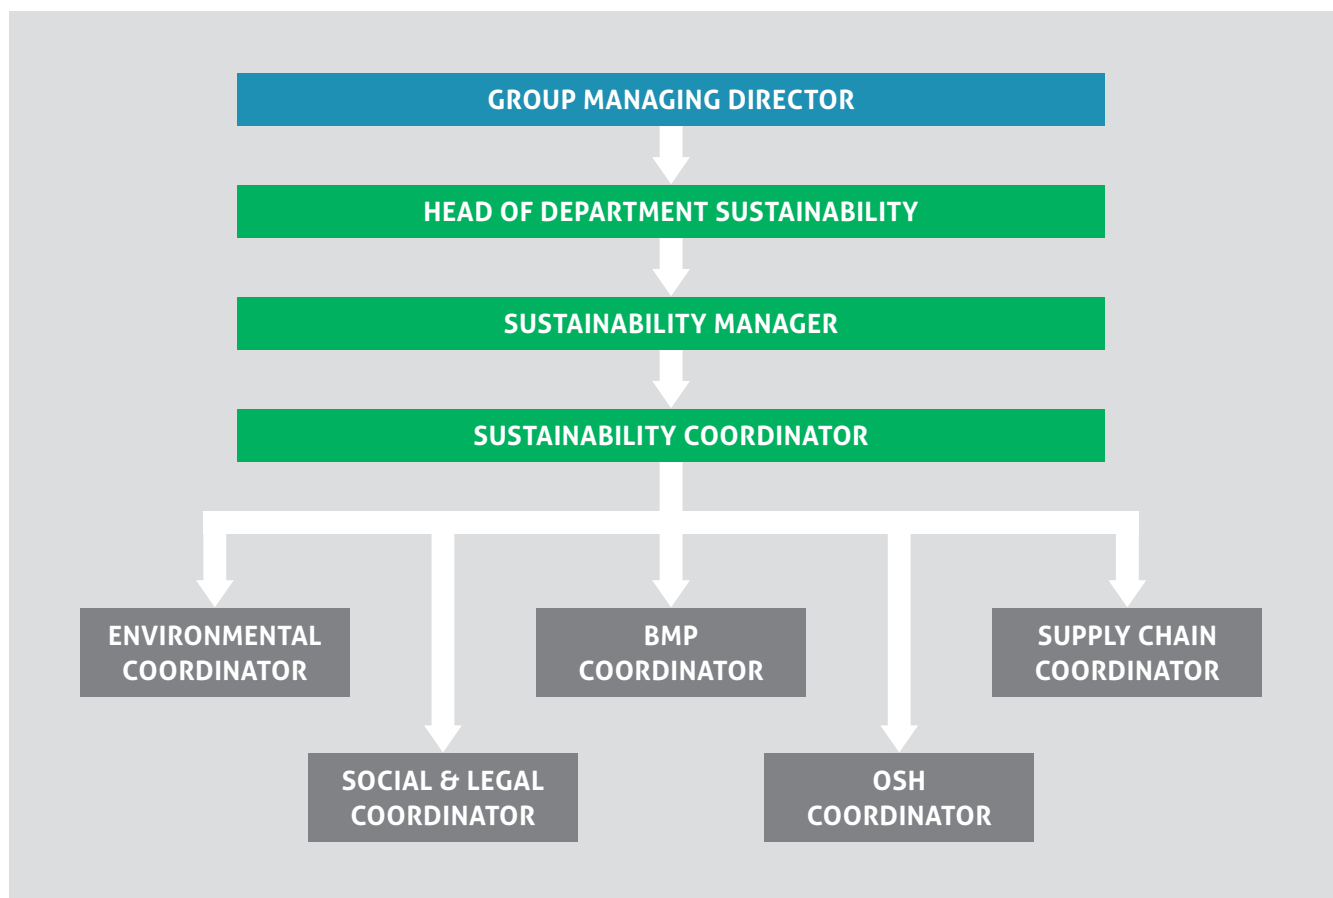 GROUP MANAGING DIRECTOR
HEAD OF DEPARTMENT SUSTAINABILITY
SUSTAINABILITY MANAGER
SUSTAINABILITY COORDINATOR
ENVIRONMENTAL
COORDINATOR
BMP
COORDINATOR
SUPPLY CHAIN
COORDINATOR
SOCIAL & LEGAL
COORDINATOR
OSH
COORDINATOR